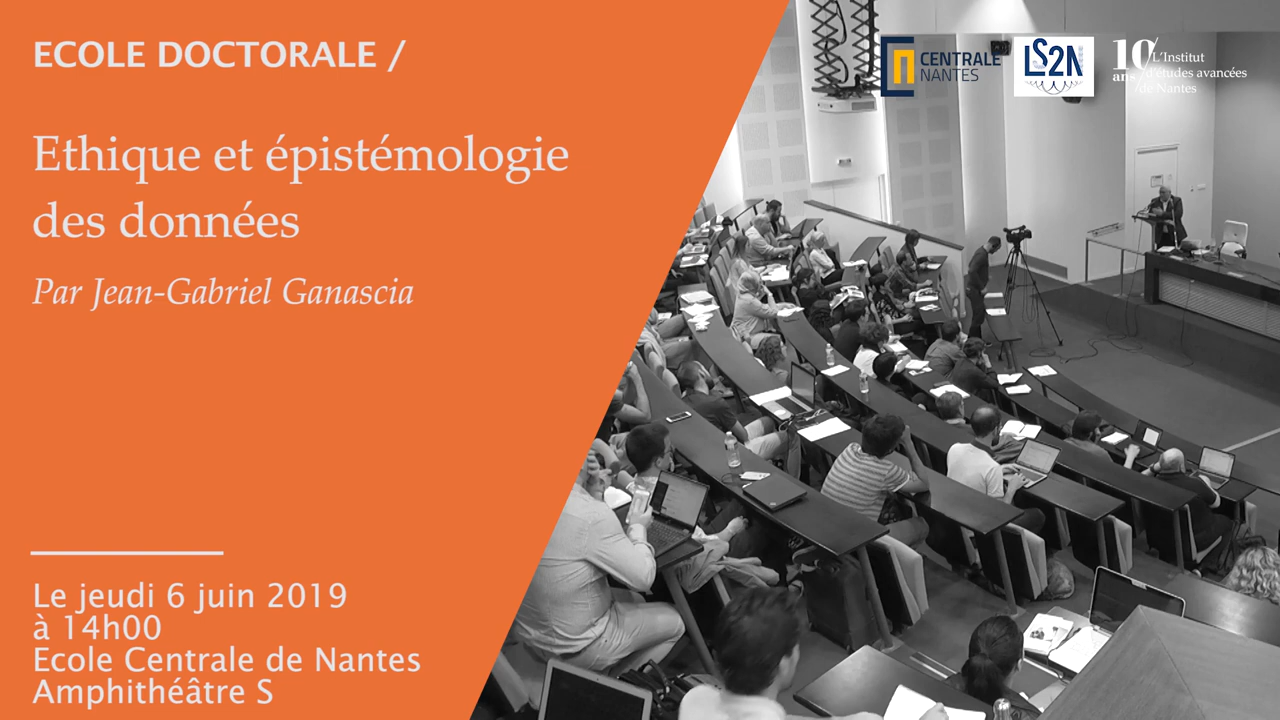 ECOLE DOCTORALE /
Ethique et épistémologie
des données
Par Jean-Gabriel Ganascia
Le jeudi 6 juin 2019
à 14h00
Ecole Centrale de Nantes
Amphithéâtre S
CENTRALE
NANTES
LS2N
10 ans
L'Institut
d'études avancées
de Nantes